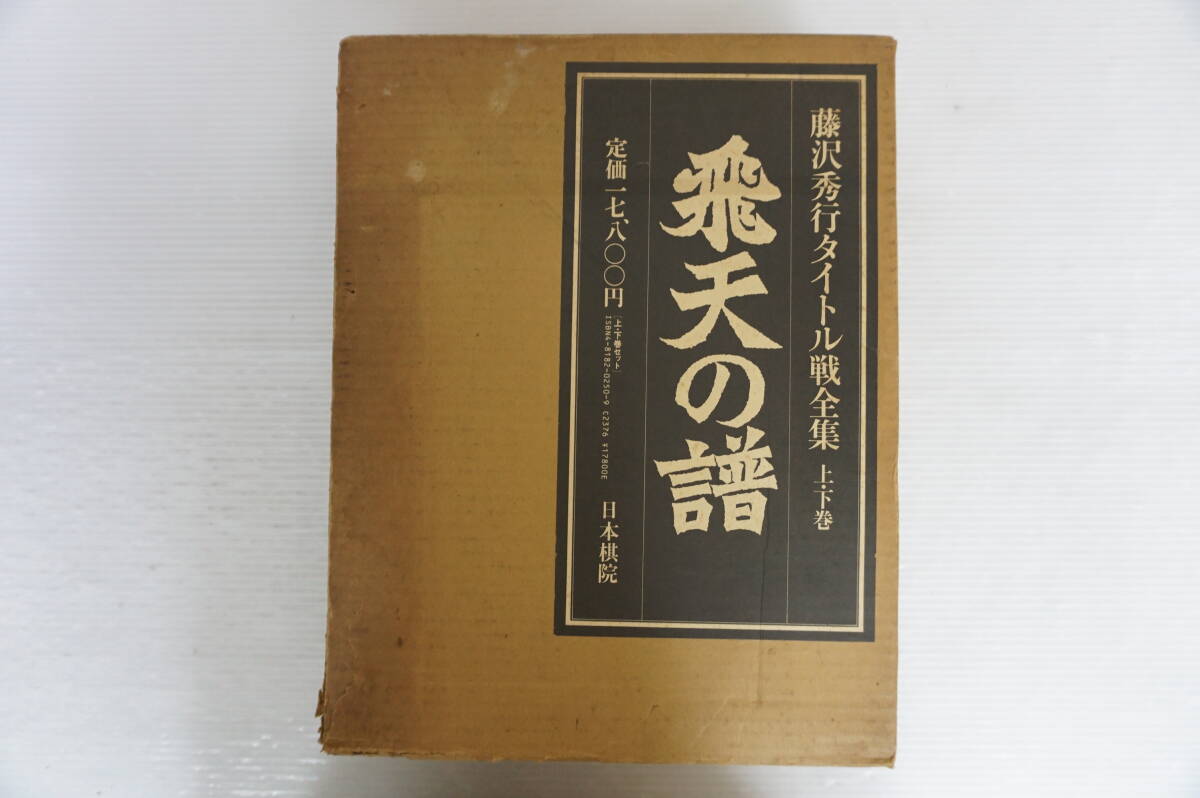 藤沢秀行タイトル戦全集 上・下巻
飛天の譜
定価一七、八〇〇円
[上・下巻セット]
ISBN4-8182-0250-9 C2376 ¥17800E
日本棋院